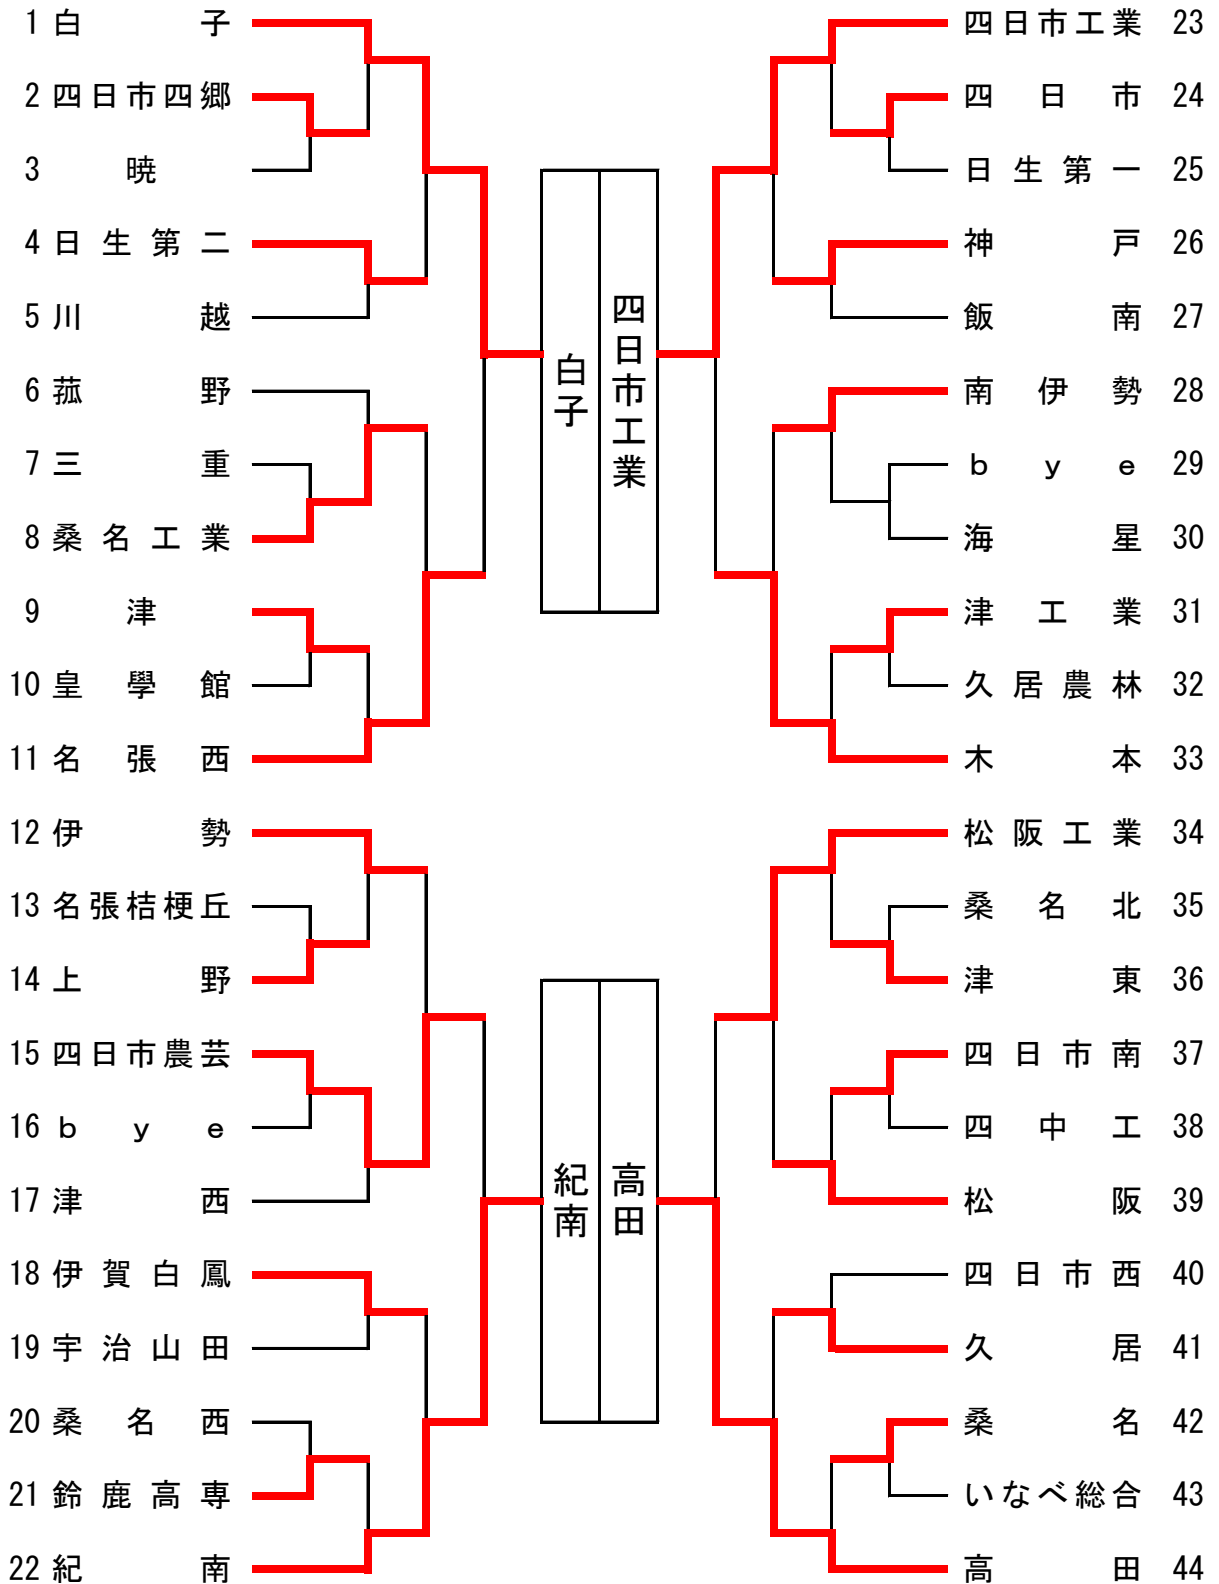 1 白子
2 四日市四郷
3 暁
4 日生第二
5 川越
6 菰野
7 三重
8 桑名工業
9 津
10 皇學館
11 名張西
12 伊勢
13 名張桔梗丘
14 上野
15 四日市農芸
16 ｂｙｅ
17 津西
18 伊賀白鳳
19 宇治山田
20 桑名西
21 鈴鹿高専
22 紀南
白子
四日市工業
紀南
高田
四日市工業 23
四日市 24
日生第一 25
神戸 26
飯南 27
南伊勢 28
ｂｙｅ 29
海星 30
津工業 31
久居農林 32
木本 33
松阪工業 34
桑名北 35
津東 36
四日市南 37
四中工 38
松阪 39
四日市西 40
久居 41
桑名 42
いなべ総合 43
高田 44